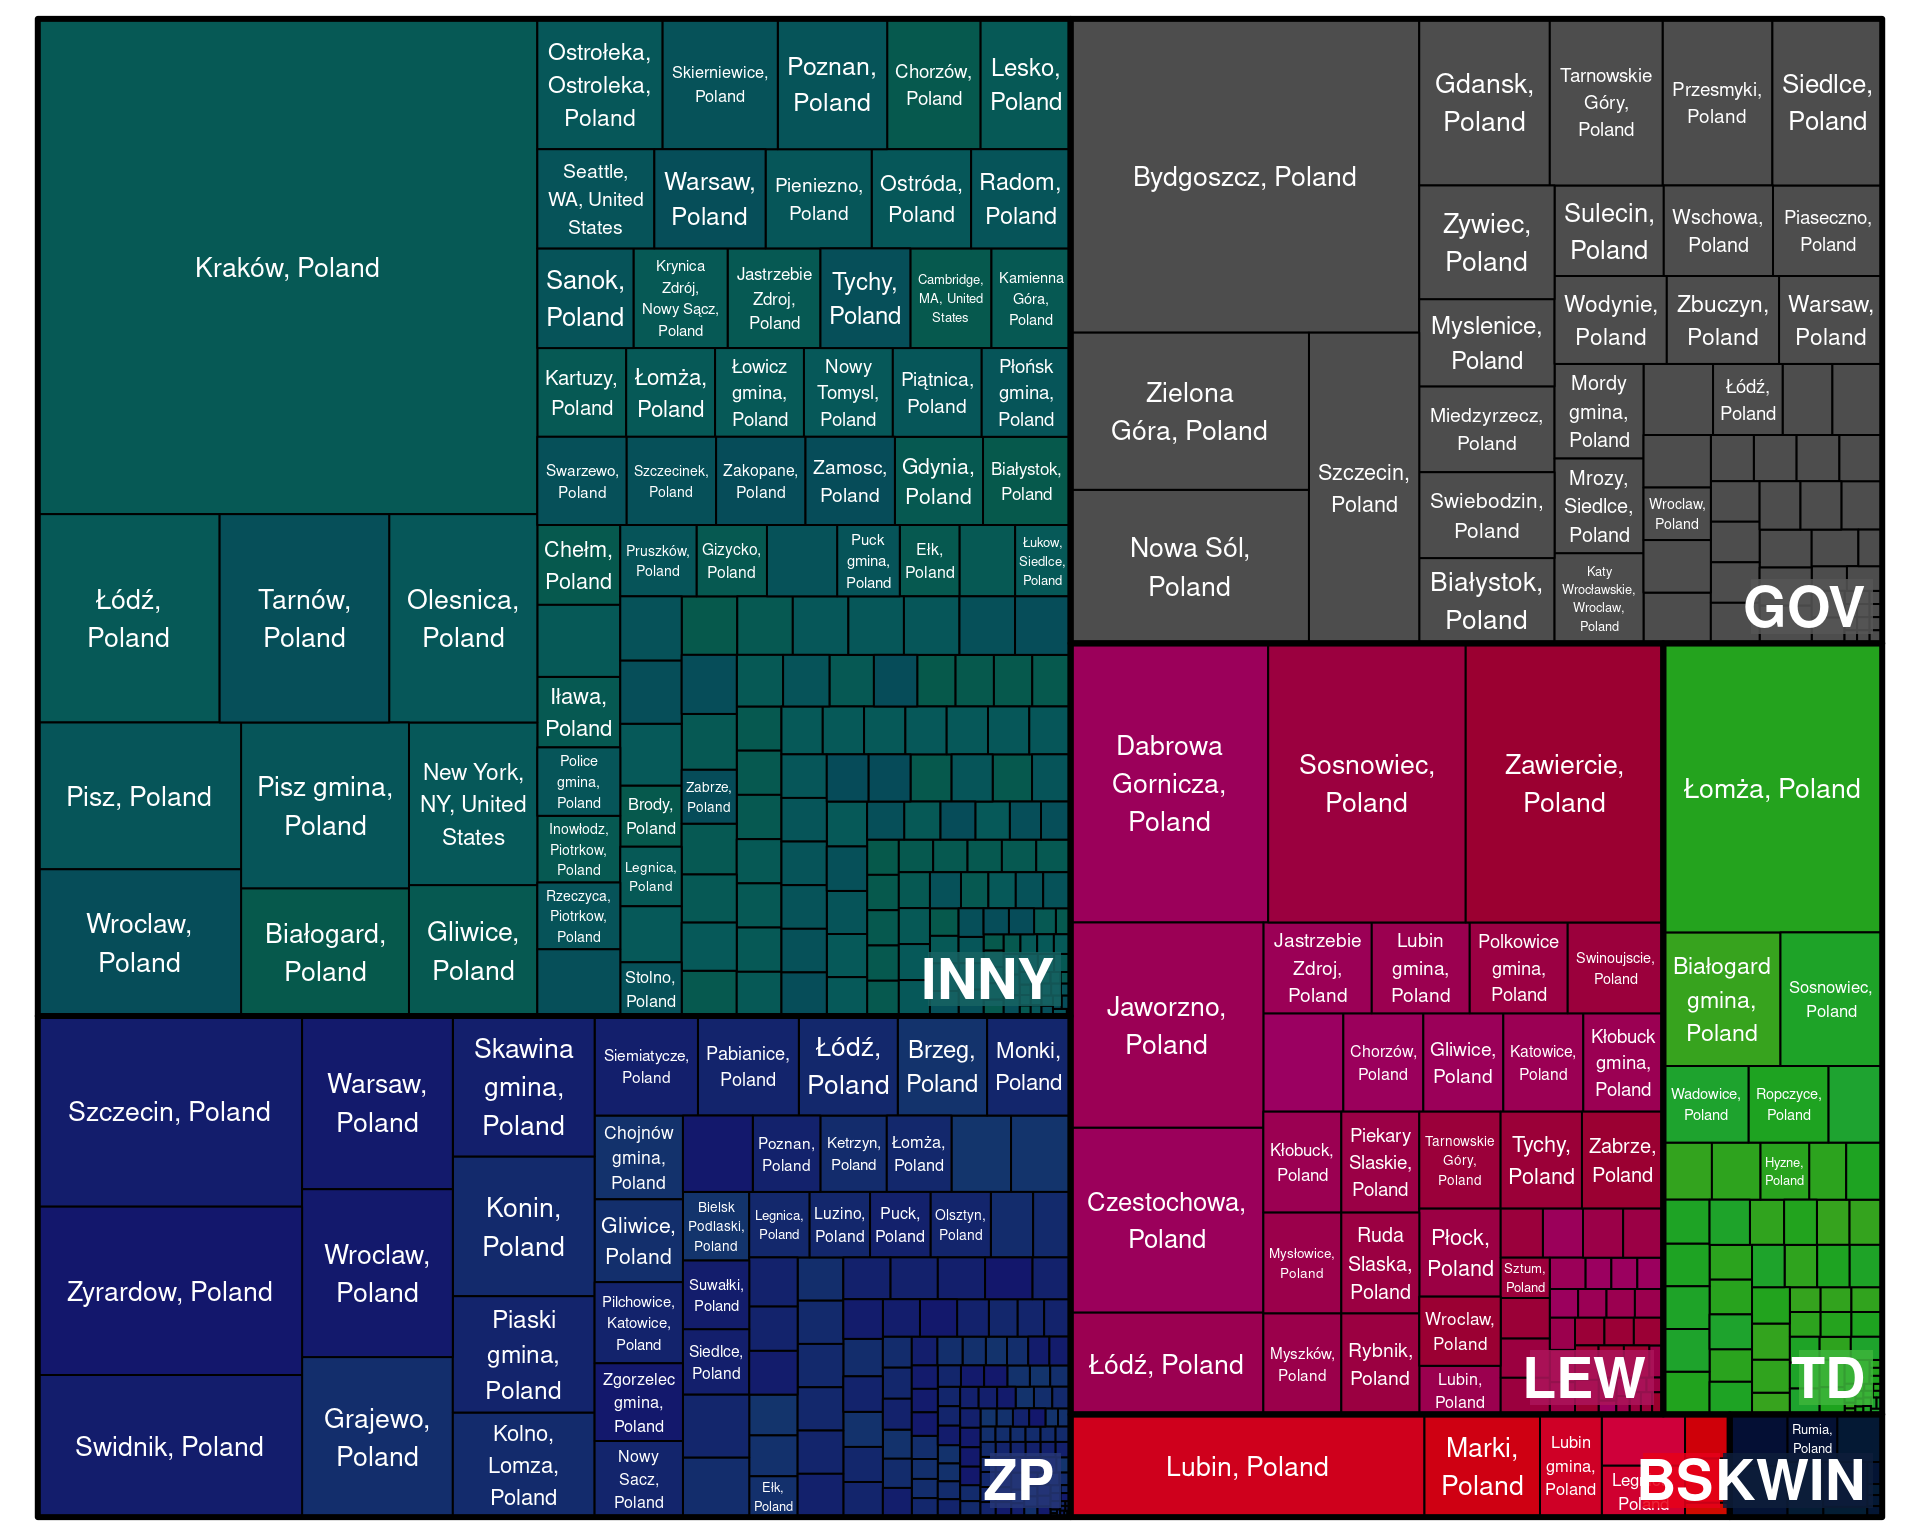 Kraków, Poland
Ostrołeka,
Ostroleka,
Poland
Skierniewice,
Poland
Poznan,
Poland
Chorzów,
Poland
Lesko,
Poland
Seattle,
WA, United
States
Warsaw,
Poland
Pieniezno,
Poland
Ostróda,
Poland
Radom,
Poland
Sanok,
Poland
Krynica
Zdrój,
Nowy Sącz,
Poland
Jastrzebie
Zdroj,
Poland
Tychy,
Poland
Cambridge,
MA, United
States
Kamienna
Góra,
Poland
Kartuzy,
Poland
Łomża,
Poland
Łowicz
gmina,
Poland
Nowy
Tomysl,
Poland
Piątnica,
Poland
Płońsk
gmina,
Poland
Swarzewo,
Poland
Szczecinek,
Poland
Zakopane,
Poland
Zamosc,
Poland
Gdynia,
Poland
Białystok,
Poland
Łódź,
Poland
Tarnów,
Poland
Olesnica,
Poland
Chełm,
Poland
Pruszków,
Poland
Gizycko,
Poland
Puck
gmina,
Poland
Ełk,
Poland
Łukow,
Siedlce,
Poland
Iława,
Poland
Police
gmina,
Poland
Inowłodz,
Piotrkow,
Poland
Rzeczyca,
Piotrkow,
Poland
Zabrze,
Poland
Brody,
Poland
Legnica,
Poland
Stolno,
Poland
Pisz, Poland
Pisz gmina,
Poland
New York,
NY, United
States
Wroclaw,
Poland
Białogard,
Poland
Gliwice,
Poland
INNY
Bydgoszcz, Poland
Gdansk,
Poland
Tarnowskie
Góry,
Poland
Przesmyki,
Poland
Siedlce,
Poland
Zywiec,
Poland
Sulecin,
Poland
Wschowa,
Poland
Piaseczno,
Poland
Myslenice,
Poland
Wodynie,
Poland
Zbuczyn,
Poland
Warsaw,
Poland
Zielona
Góra, Poland
Szczecin,
Poland
Nowa Sól,
Poland
Miedzyrzecz,
Poland
Mordy
gmina,
Poland
Łódź,
Poland
Swiebodzin,
Poland
Mrozy,
Siedlce,
Poland
Wroclaw,
Poland
Białystok,
Poland
Katy
Wrocławskie,
Wroclaw,
Poland
GOV
Dabrowa
Gornicza,
Poland
Sosnowiec,
Poland
Zawiercie,
Poland
Jaworzno,
Poland
Jastrzebie
Zdroj,
Poland
Lubin
gmina,
Poland
Polkowice
gmina,
Poland
Swinoujscie,
Poland
Chorzów,
Poland
Gliwice,
Poland
Katowice,
Poland
Kłobuck
gmina,
Poland
Czestochowa,
Poland
Kłobuck,
Poland
Piekary
Slaskie,
Poland
Tarnowskie
Góry,
Poland
Tychy,
Poland
Zabrze,
Poland
Mysłowice,
Poland
Ruda
Slaska,
Poland
Płock,
Poland
Sztum,
Poland
Łódź, Poland
Myszków,
Poland
Rybnik,
Poland
Wroclaw,
Poland
Lubin,
Poland
LEW
Łomża, Poland
Białogard
gmina,
Poland
Sosnowiec,
Poland
Wadowice,
Poland
Ropczyce,
Poland
Hyzne,
Poland
TD
Szczecin, Poland
Warsaw,
Poland
Skawina
gmina,
Poland
Siemiatycze,
Poland
Pabianice,
Poland
Łódź,
Poland
Brzeg,
Poland
Monki,
Poland
Zyrardow, Poland
Wroclaw,
Poland
Konin,
Poland
Chojnów
gmina,
Poland
Poznan,
Poland
Ketrzyn,
Poland
Łomża,
Poland
Gliwice,
Poland
Bielsk
Podlaski,
Poland
Legnica,
Poland
Luzino,
Poland
Puck,
Poland
Olsztyn,
Poland
Swidnik, Poland
Grajewo,
Poland
Piaski
gmina,
Poland
Kolno,
Lomza,
Poland
Pilchowice,
Katowice,
Poland
Suwałki,
Poland
Siedlce,
Poland
Zgorzelec
gmina,
Poland
Nowy
Sacz,
Poland
Ełk,
Poland
ZP
Lubin, Poland
Marki,
Poland
Lubin
gmina,
Poland
Rumia,
Poland
BSKWIN